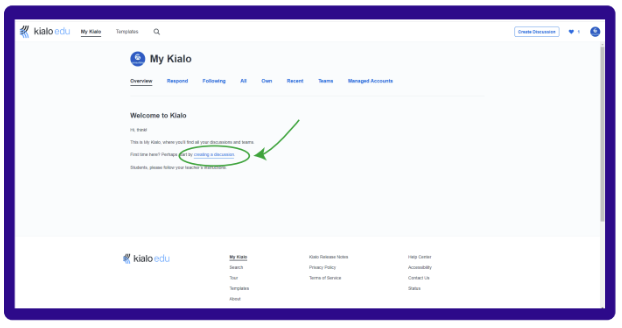 kialo edu My Kialo Templates Create Discussion 1
My Kialo
Overview Respond Following All Own Recent Teams Managed Accounts
Welcome to Kialo
This is My Kialo, where you'll find all your discussions and teams.
First time here? Perhaps start by creating a discussion.
Students, please follow your teacher's instructions.
kialo edu My Kialo Kialo Release Notes Help Center
Search Privacy Policy Accessibility
Tour Terms of Service Contact Us
Templates Status
About